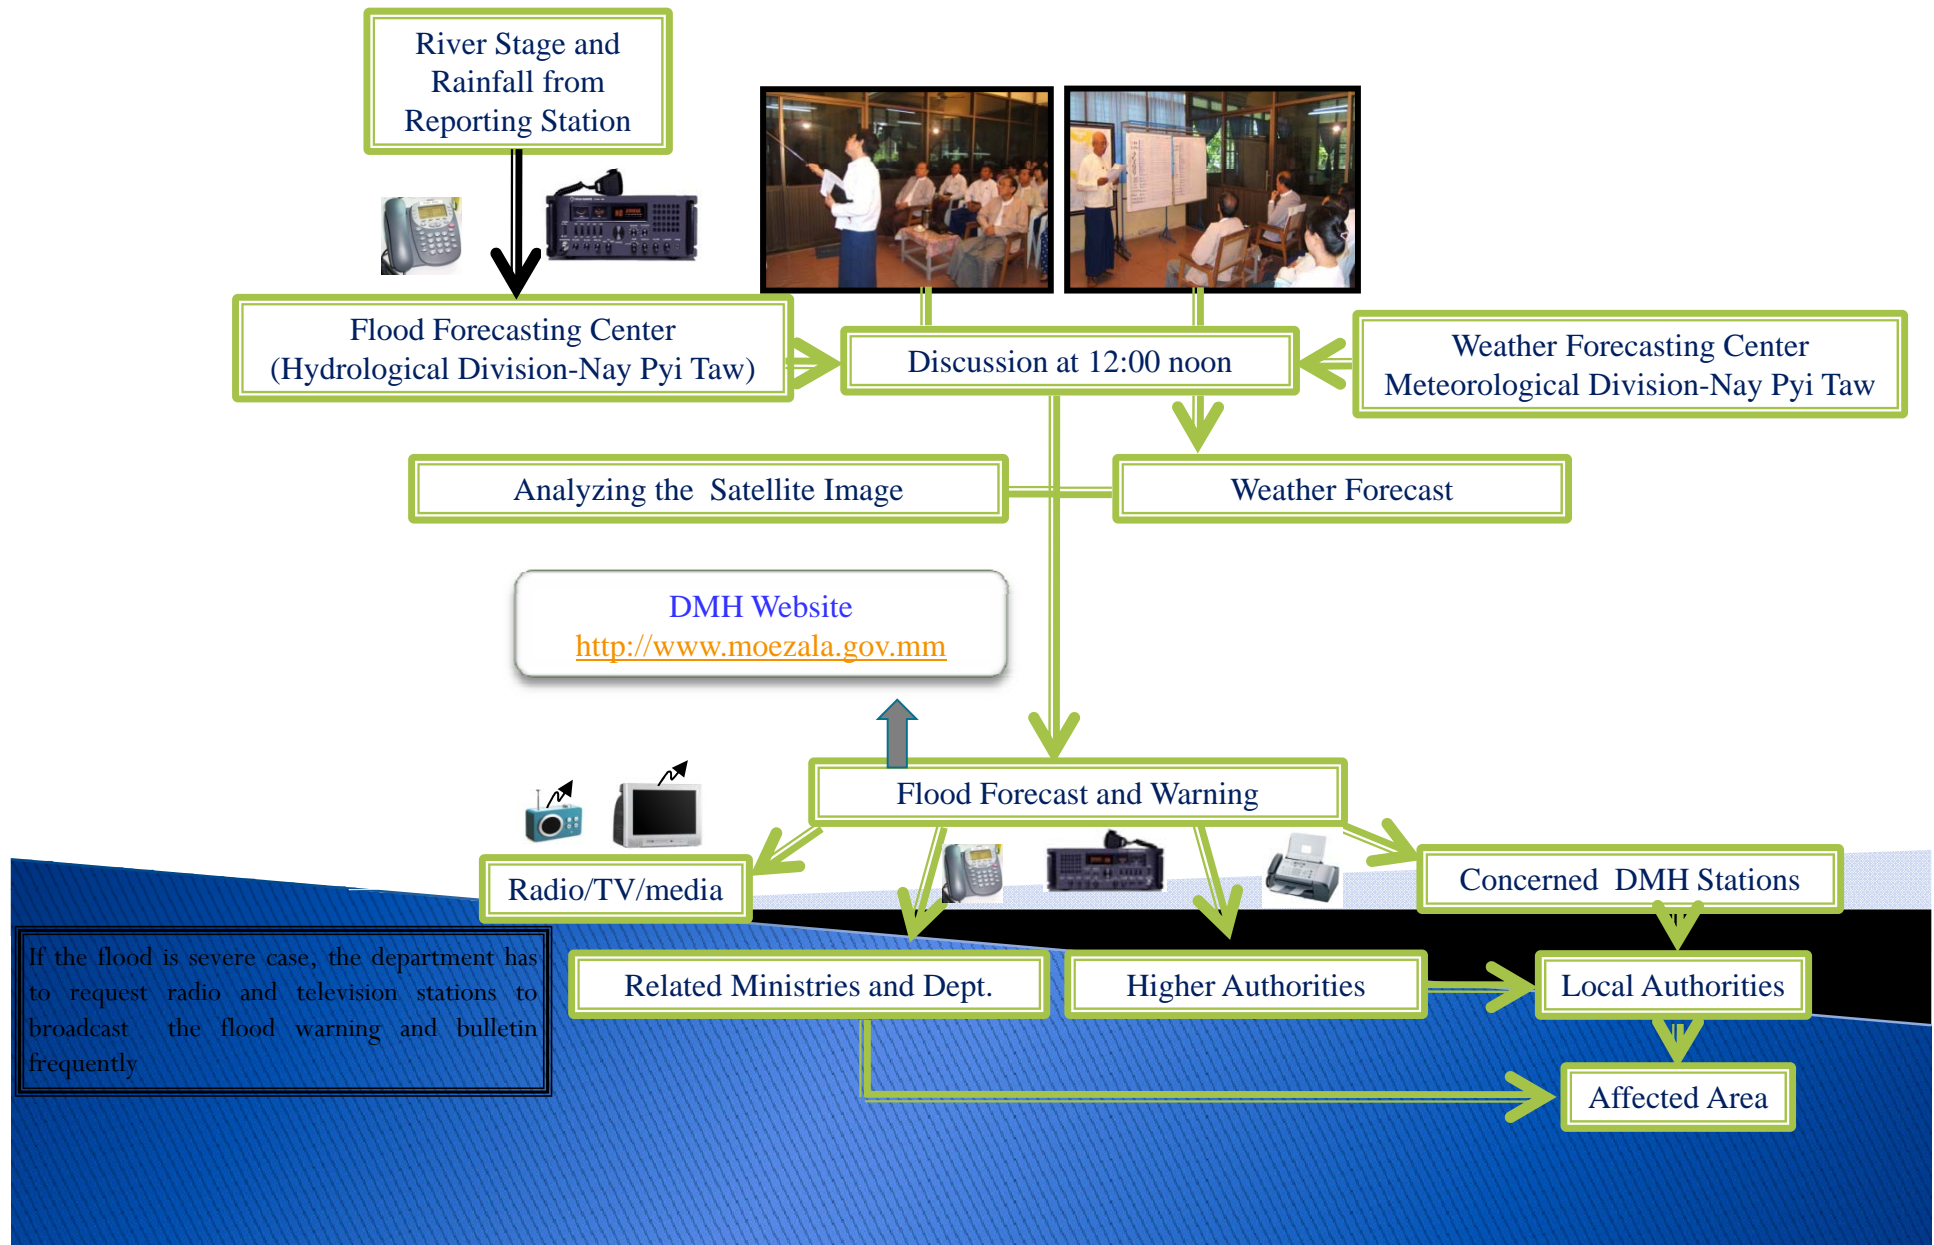 River Stage and
Rainfall from
Reporting Station
Flood Forecasting Center
(Hydrological Division-Nay Pyi Taw)
Discussion at 12:00 noon
Weather Forecasting Center
Meteorological Division-Nay Pyi Taw
Analyzing the Satellite Image
Weather Forecast
DMH Website
http://www.moezala.gov.mm
Flood Forecast and Warning
Radio/TV/media
Concerned DMH Stations
If the flood is severe case, the department has
to request radio and television stations to
broadcast the flood warning and bulletin
frequently
Related Ministries and Dept.
Higher Authorities
Local Authorities
Affected Area